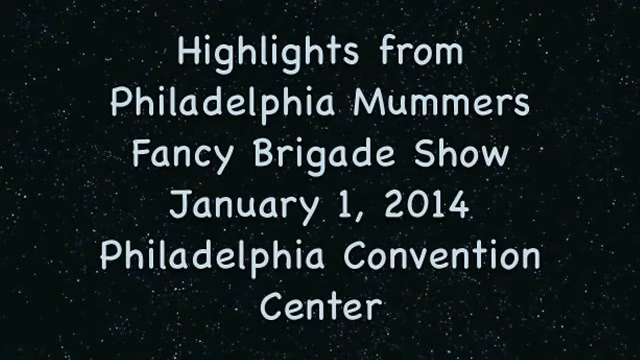 Highlights from
Philadelphia Mummers
Fancy Brigade Show
January 1, 2014
Philadelphia Convention
Center